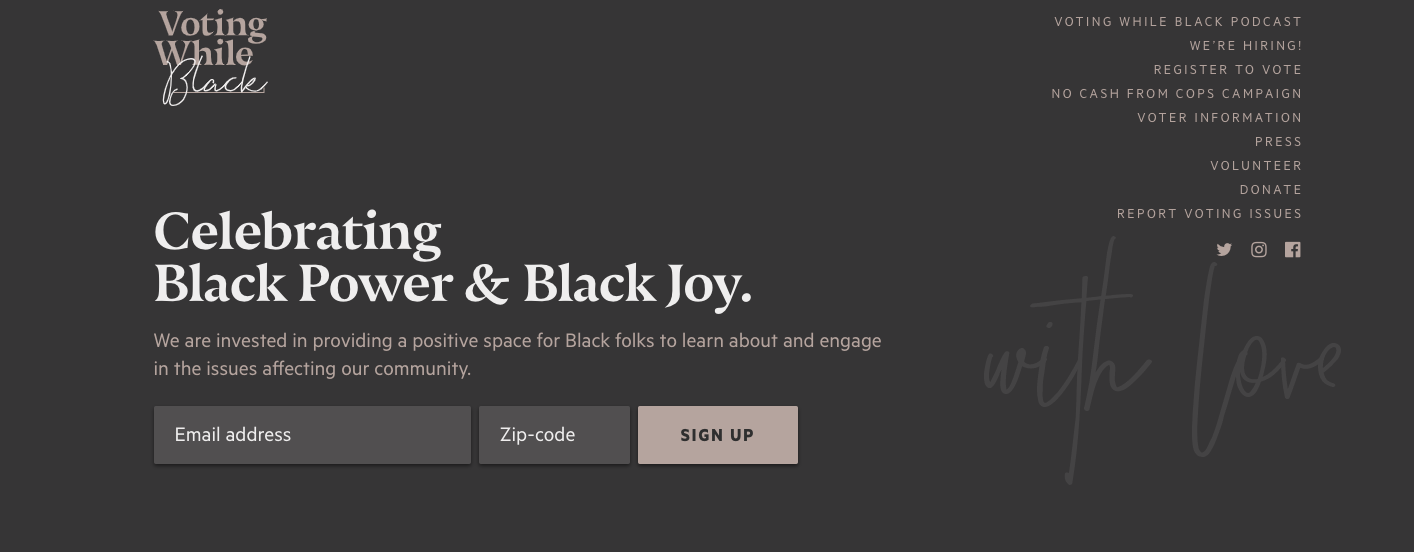 Voting
While
Black
VOTING WHILE BLACK PODCAST
WE'RE HIRING!
REGISTER TO VOTE
NO CASH FROM COPS CAMPAIGN
VOTER INFORMATION
PRESS
VOLUNTEER
DONATE
REPORT VOTING ISSUES
Celebrating
Black Power & Black Joy.
We are invested in providing a positive space for Black folks to learn about and engage
in the issues affecting our community.
Email address
Zip-code
SIGN UP
with love